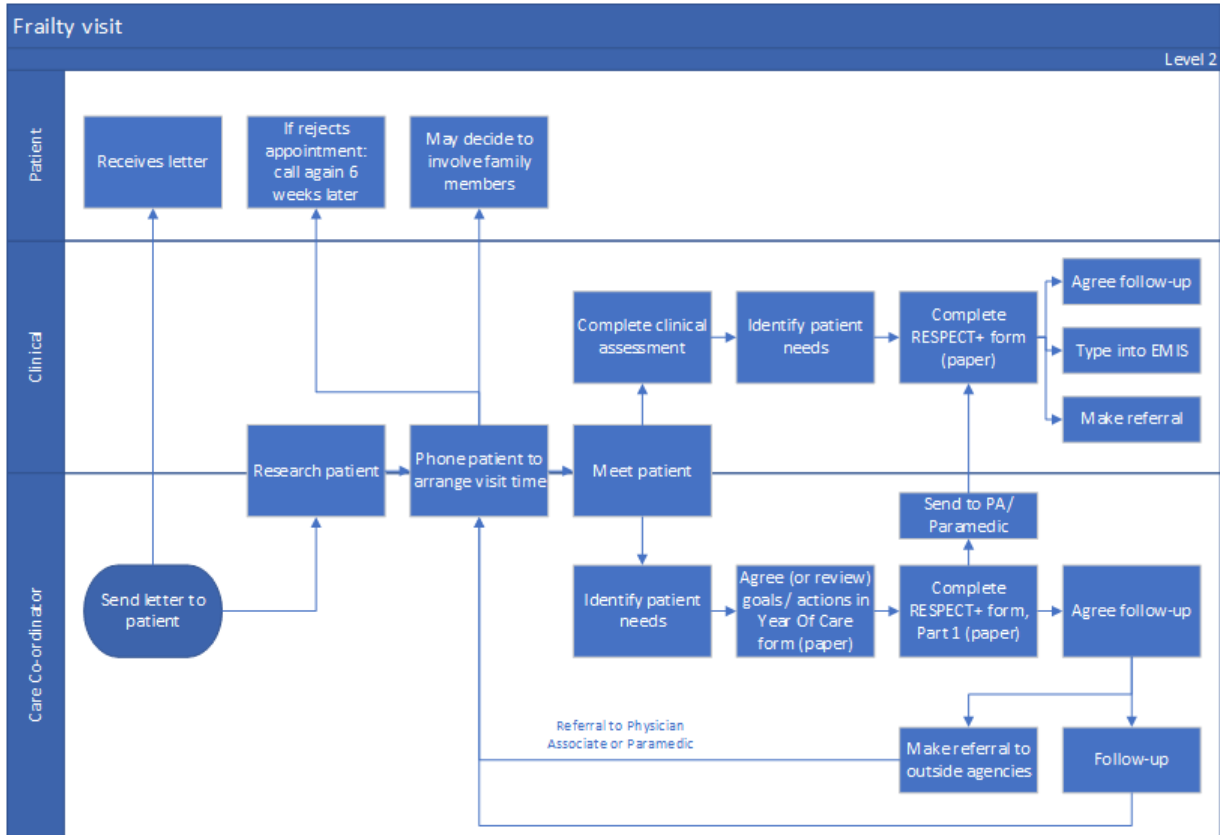 Frailty visit
Level 2
Patient
Receives letter
If rejects
appointment:
call again 6
weeks later
May decide to
involve family
members
Clinical
Complete clinical
assessment
Identify patient
needs
Complete
RESPECT+ form
(paper)
Agree follow-up
Type into EMIS
Make referral
Research patient
Phone patient to
arrange visit time
Meet patient
Care Co-ordinator
Send letter to
patient
Send to PA/
Paramedic
Identify patient
needs
Agree (or review)
goals/ actions in
Year Of Care
form (paper)
Complete
RESPECT+ form,
Part 1 (paper)
Agree follow-up
Referral to Physician
Associate or Paramedic
Make referral to
outside agencies
Follow-up